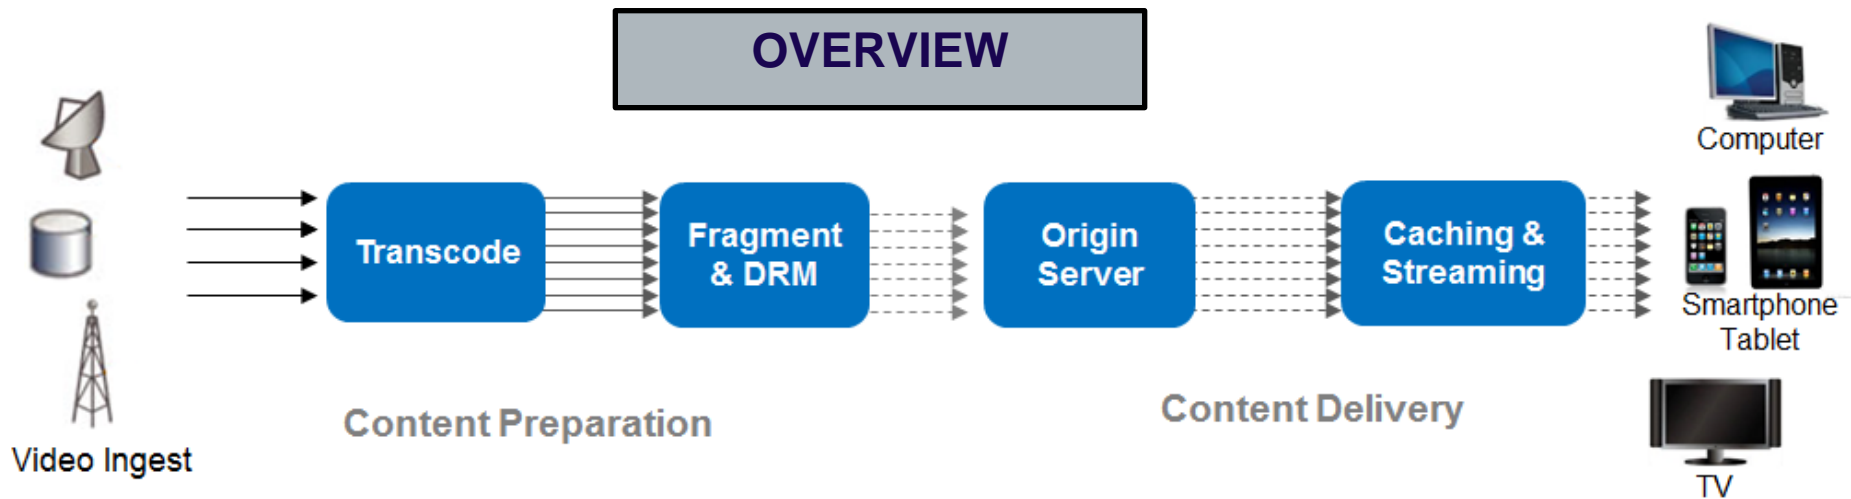 OVERVIEW
Computer
Transcode
Fragment
& DRM
Origin
Server
Caching &
Streaming
Smartphone
Tablet
Content Preparation
Content Delivery
Video Ingest
TV